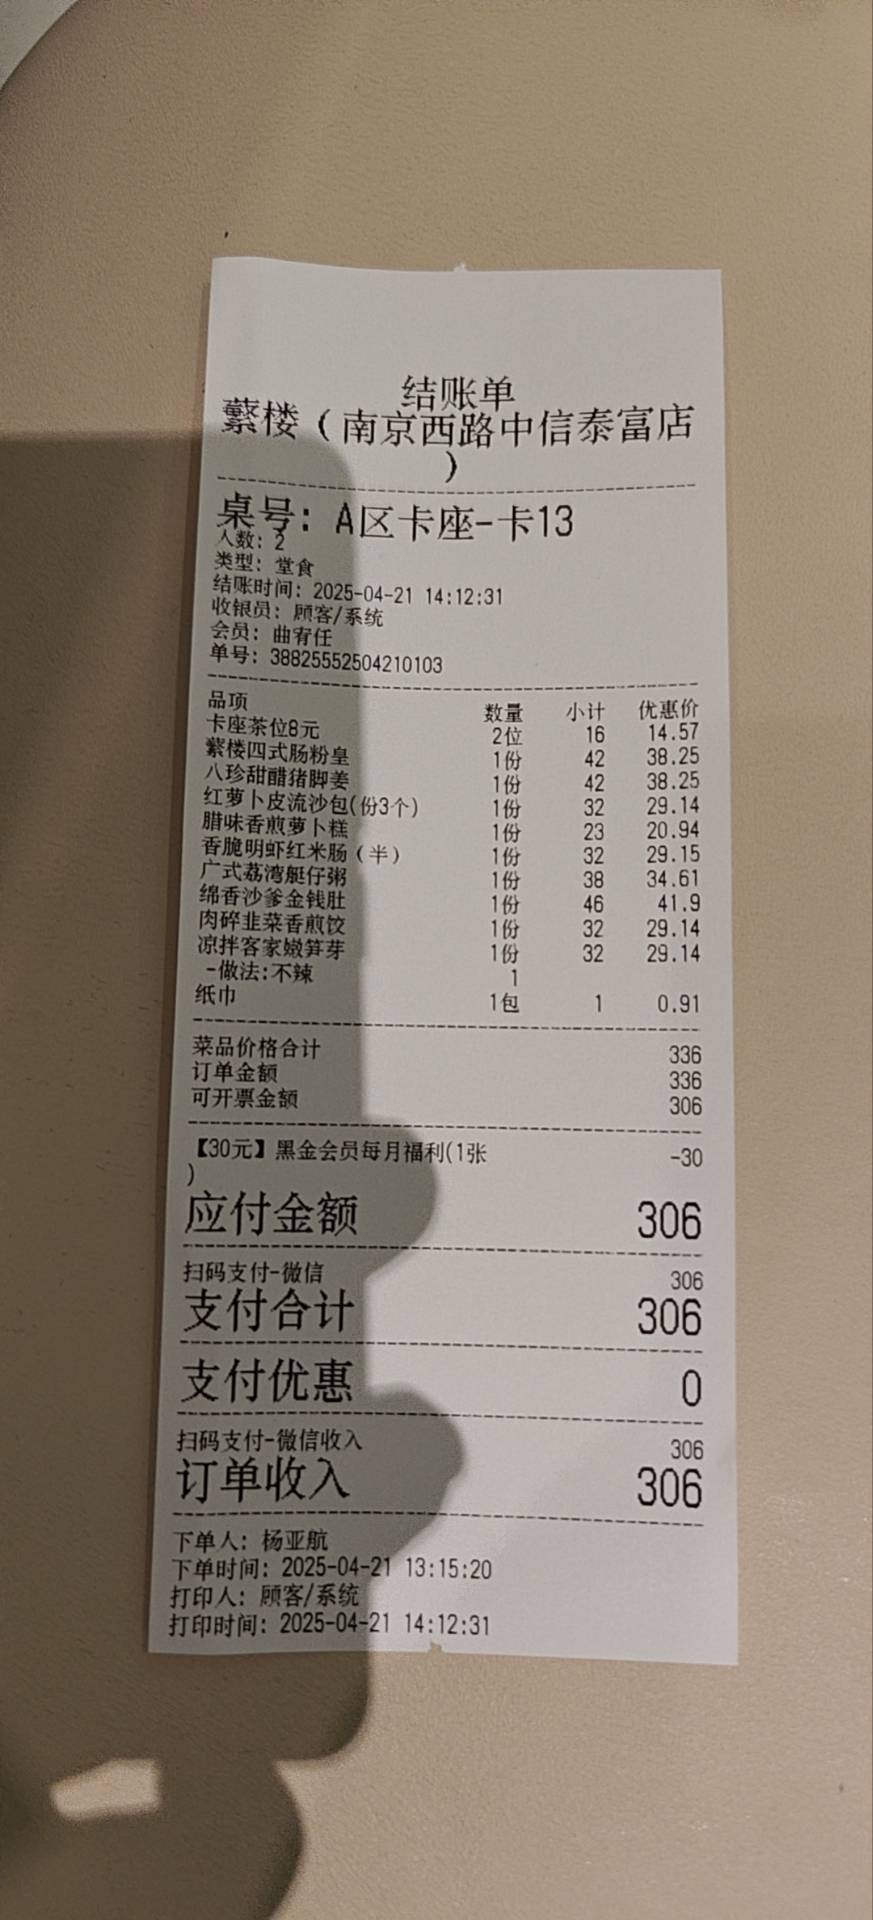 结账单
蘩楼（南京西路中信泰富店
）
桌号: A区卡座-卡13
人数: 2
类型: 堂食
结账时间: 2025-04-21 14:12:31
收银员: 顾客/系统
会员: 曲宥任
单号: 38825552504210103
品项 数量 小计 优惠价
卡座茶位8元 2位 16 14.57
蘩楼四式肠粉皇 1份 42 38.25
八珍甜醋猪脚姜 1份 42 38.25
红萝卜皮流沙包(份3个) 1份 32 29.14
腊味香煎萝卜糕 1份 23 20.94
香脆明虾红米肠（半） 1份 32 29.15
广式荔湾艇仔粥 1份 38 34.61
绵香沙爹金钱肚 1份 46 41.9
肉碎韭菜香煎饺 1份 32 29.14
凉拌客家嫩笋芽 1份 32 29.14
-做法:不辣 1
纸巾 1包 1 0.91
菜品价格合计 336
订单金额 336
可开票金额 306
【30元】黑金会员每月福利(1张 -30
)
应付金额 306
扫码支付-微信 306
支付合计 306
支付优惠 0
扫码支付-微信收入 306
订单收入 306
下单人: 杨亚航
下单时间: 2025-04-21 13:15:20
打印人: 顾客/系统
打印时间: 2025-04-21 14:12:31